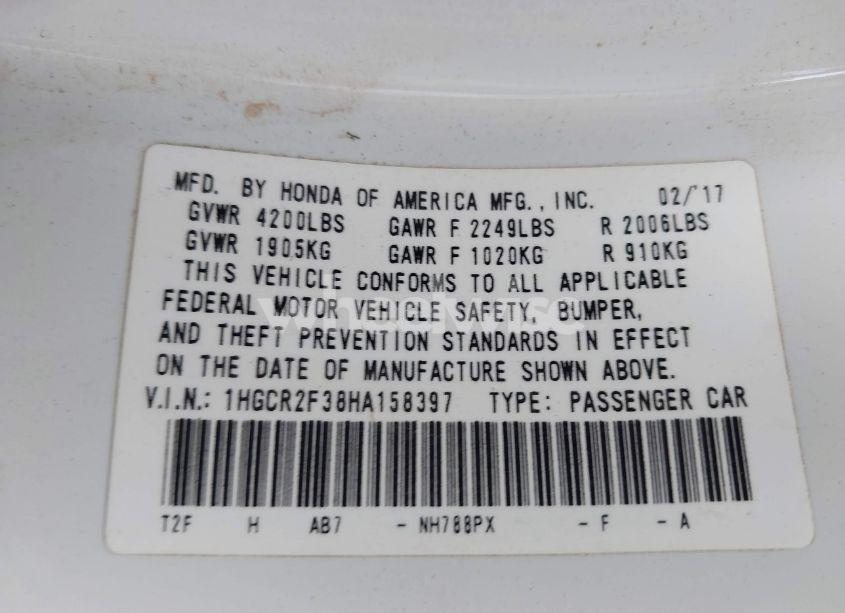 MFD. BY HONDA OF AMERICA MFG., INC. 02/'17
GVWR 4200LBS GAWR F 2249LBS R 2006LBS
GVWR 1905KG GAWR F 1020KG R 910KG
THIS VEHICLE CONFORMS TO ALL APPLICABLE
FEDERAL MOTOR VEHICLE SAFETY, BUMPER,
AND THEFT PREVENTION STANDARDS IN EFFECT
ON THE DATE OF MANUFACTURE SHOWN ABOVE.
V.I.N.: 1HGCR2F38HA158397 TYPE: PASSENGER CAR
T2F H AB7 - NH788PX - F - A